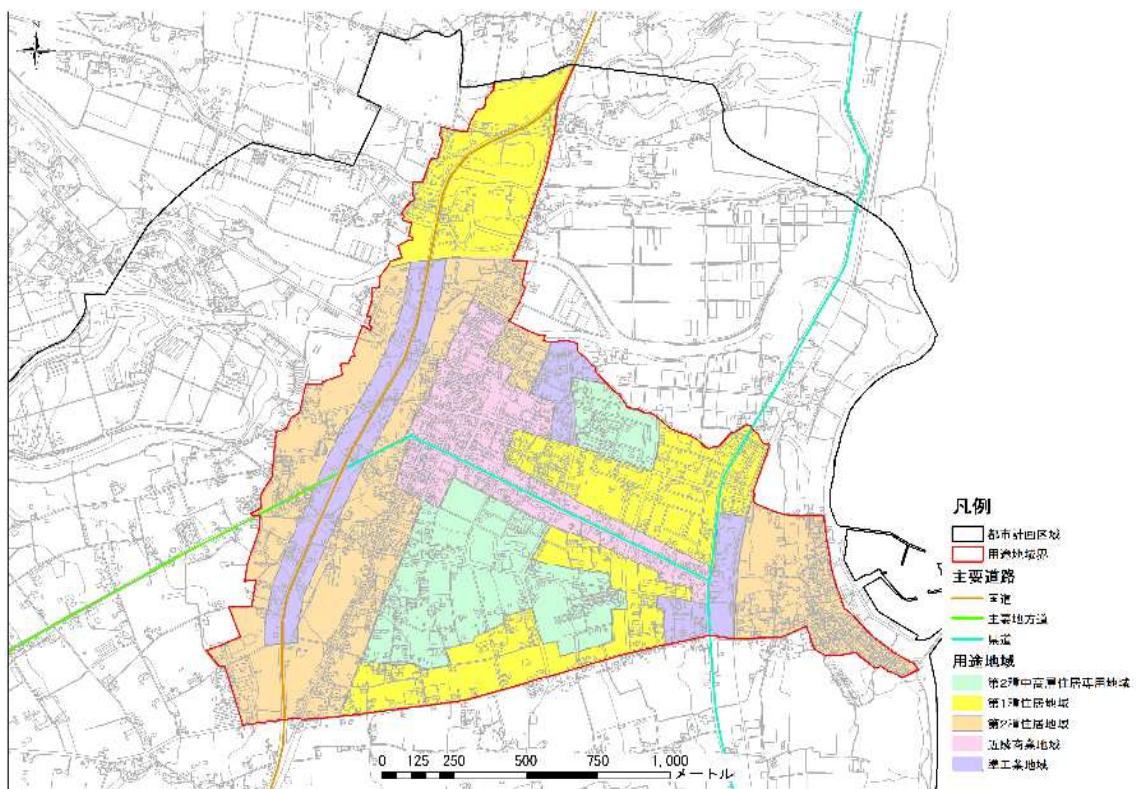 N
凡例
都市計画区域
用途地域界
主要道路
国道
主要地方道
県道
用途地域
第2種中高層住居専用地域
第1種住居地域
第2種住居地域
近隣商業地域
準工業地域
0 125 250 500 750 1,000
メートル